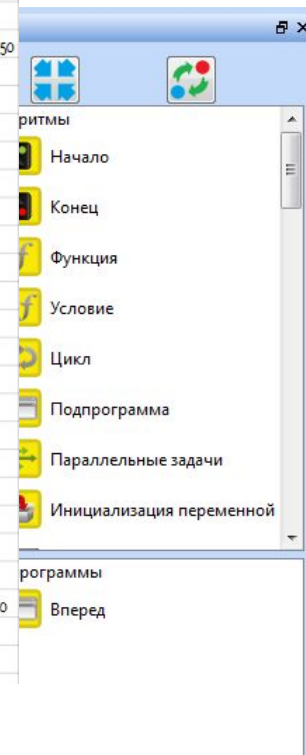 50
ритмы
Начало
Конец
Функция
Условие
Цикл
Подпрограмма
Параллельные задачи
Инициализация переменной
рограммы
0 Вперед